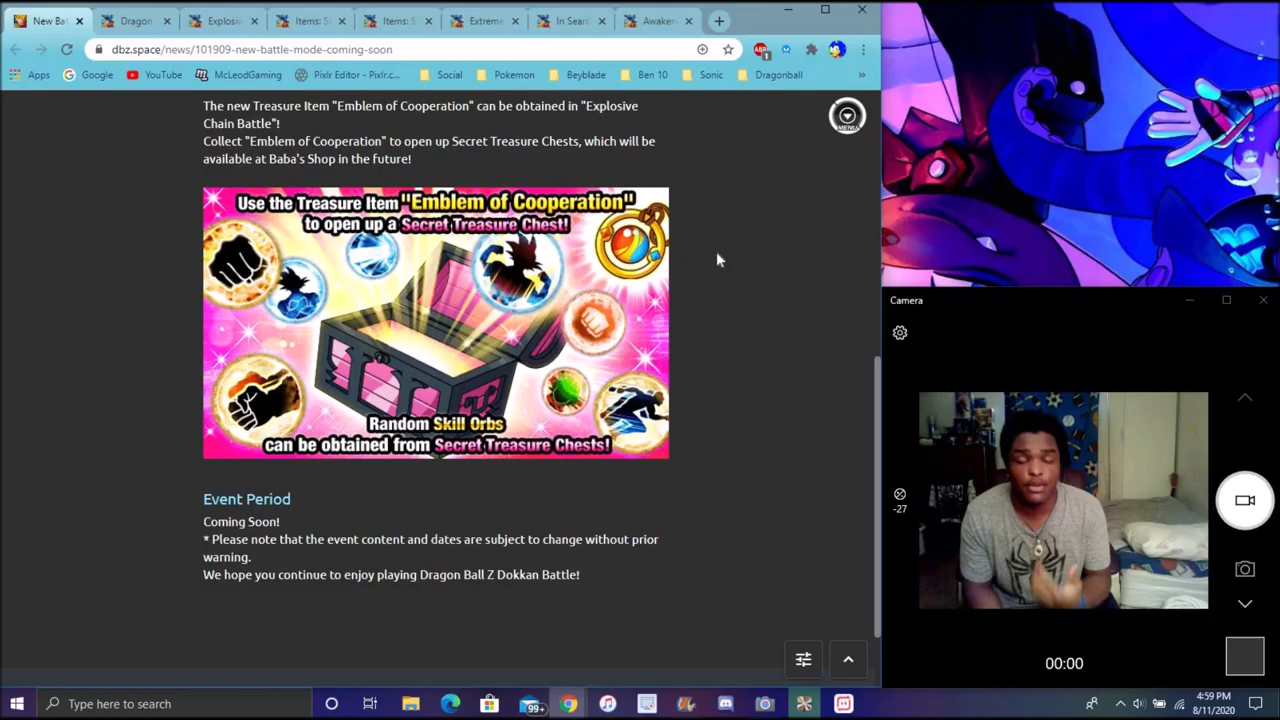 New Bat
Dragon
Explosiv
Items: S
Items: S
Extreme
In Searc
Awaken
dbz.space/news/101909-new-battle-mode-coming-soon
ABP
1
Apps
Google
YouTube
McLeodGaming
Pixlr Editor - Pixlr.c...
Social
Pokemon
Beyblade
Ben 10
Sonic
Dragonball
»
The new Treasure Item "Emblem of Cooperation" can be obtained in "Explosive
Chain Battle"!
Collect "Emblem of Cooperation" to open up Secret Treasure Chests, which will be
available at Baba's Shop in the future!
MENU
Use the Treasure Item "Emblem of Cooperation"
to open up a Secret Treasure Chest!
Random Skill Orbs
can be obtained from Secret Treasure Chests!
Event Period
Coming Soon!
* Please note that the event content and dates are subject to change without prior
warning.
We hope you continue to enjoy playing Dragon Ball Z Dokkan Battle!
Camera
-27
00:00
Type here to search
99+
4:59 PM
8/11/2020